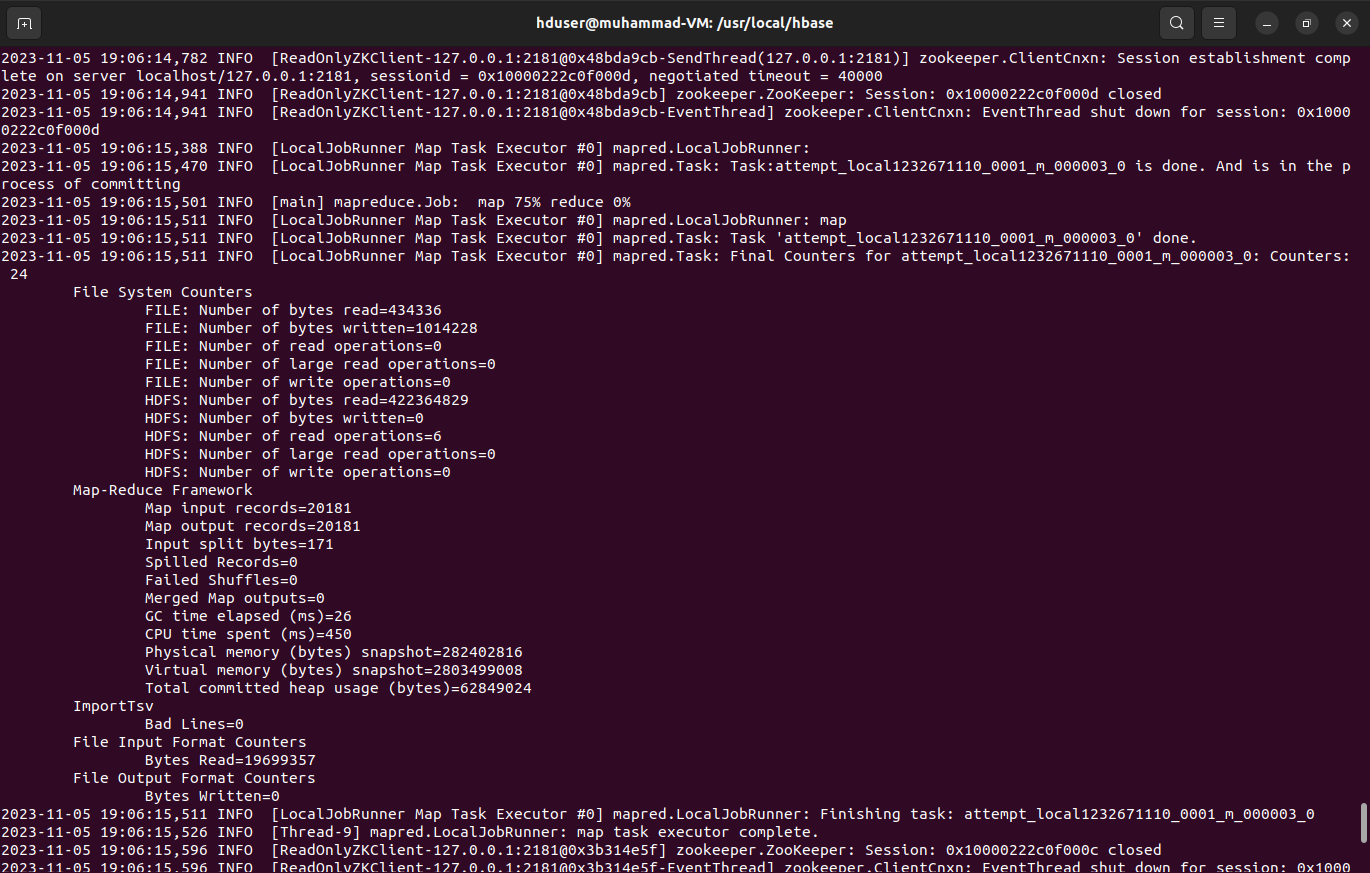 hduser@muhammad-VM: /usr/local/hbase
2023-11-05 19:06:14,782 INFO  [ReadOnlyZKClient-127.0.0.1:2181@0x48bda9cb-SendThread(127.0.0.1:2181)] zookeeper.ClientCnxn: Session establishment comp
lete on server localhost/127.0.0.1:2181, sessionid = 0x10000222c0f000d, negotiated timeout = 40000
2023-11-05 19:06:14,941 INFO  [ReadOnlyZKClient-127.0.0.1:2181@0x48bda9cb] zookeeper.ZooKeeper: Session: 0x10000222c0f000d closed
2023-11-05 19:06:14,941 INFO  [ReadOnlyZKClient-127.0.0.1:2181@0x48bda9cb-EventThread] zookeeper.ClientCnxn: EventThread shut down for session: 0x1000
0222c0f000d
2023-11-05 19:06:15,388 INFO  [LocalJobRunner Map Task Executor #0] mapred.LocalJobRunner:
2023-11-05 19:06:15,470 INFO  [LocalJobRunner Map Task Executor #0] mapred.Task: Task:attempt_local1232671110_0001_m_000003_0 is done. And is in the p
rocess of committing
2023-11-05 19:06:15,501 INFO  [main] mapreduce.Job:  map 75% reduce 0%
2023-11-05 19:06:15,511 INFO  [LocalJobRunner Map Task Executor #0] mapred.LocalJobRunner: map
2023-11-05 19:06:15,511 INFO  [LocalJobRunner Map Task Executor #0] mapred.Task: Task 'attempt_local1232671110_0001_m_000003_0' done.
2023-11-05 19:06:15,511 INFO  [LocalJobRunner Map Task Executor #0] mapred.Task: Final Counters for attempt_local1232671110_0001_m_000003_0: Counters:
 24
File System Counters
FILE: Number of bytes read=434336
FILE: Number of bytes written=1014228
FILE: Number of read operations=0
FILE: Number of large read operations=0
FILE: Number of write operations=0
HDFS: Number of bytes read=422364829
HDFS: Number of bytes written=0
HDFS: Number of read operations=6
HDFS: Number of large read operations=0
HDFS: Number of write operations=0
Map-Reduce Framework
Map input records=20181
Map output records=20181
Input split bytes=171
Spilled Records=0
Failed Shuffles=0
Merged Map outputs=0
GC time elapsed (ms)=26
CPU time spent (ms)=450
Physical memory (bytes) snapshot=282402816
Virtual memory (bytes) snapshot=2803499008
Total committed heap usage (bytes)=62849024
ImportTsv
Bad Lines=0
File Input Format Counters
Bytes Read=19699357
File Output Format Counters
Bytes Written=0
2023-11-05 19:06:15,511 INFO  [LocalJobRunner Map Task Executor #0] mapred.LocalJobRunner: Finishing task: attempt_local1232671110_0001_m_000003_0
2023-11-05 19:06:15,526 INFO  [Thread-9] mapred.LocalJobRunner: map task executor complete.
2023-11-05 19:06:15,596 INFO  [ReadOnlyZKClient-127.0.0.1:2181@0x3b314e5f] zookeeper.ZooKeeper: Session: 0x10000222c0f000c closed
2023-11-05 19:06:15,596 INFO  [ReadOnlyZKClient-127.0.0.1:2181@0x3b314e5f-EventThread] zookeeper.ClientCnxn: EventThread shut down for session: 0x1000